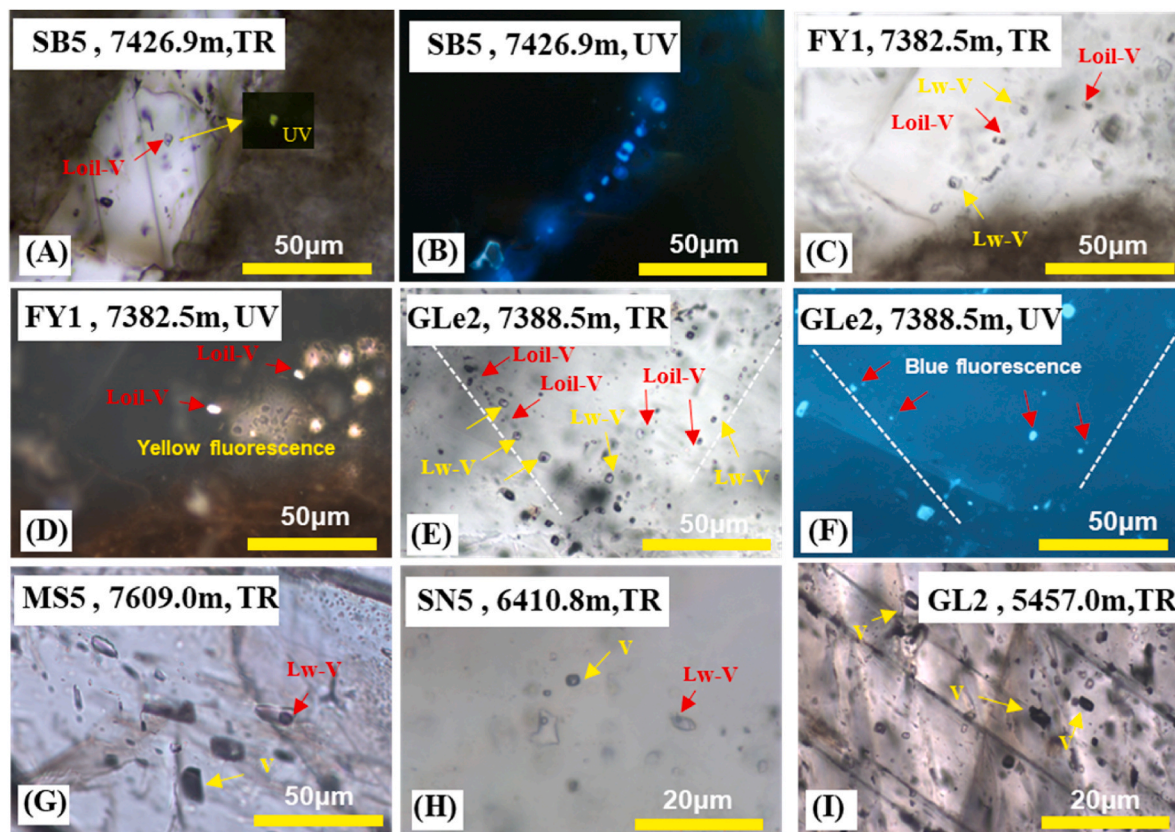 SB5 , 7426.9m,TR
Loil-V
UV
(A)
50μm
SB5 , 7426.9m, UV
(B)
50μm
FY1, 7382.5m, TR
Loil-V
Lw-V
Loil-V
Lw-V
(C)
50μm
FY1 , 7382.5m, UV
Loil-V
Loil-V
Yellow fluorescence
(D)
50μm
GLe2, 7388.5m, TR
Loil-V
Loil-V
Loil-V
Lw-V
Lw-V
Lw-V
(E)
50μm
GLe2, 7388.5m, UV
Blue fluorescence
(F)
50μm
MS5 , 7609.0m, TR
Lw-V
V
(G)
50μm
SN5 , 6410.8m,TR
V
Lw-V
(H)
20μm
GL2 , 5457.0m,TR
V
V
V
(I)
20μm